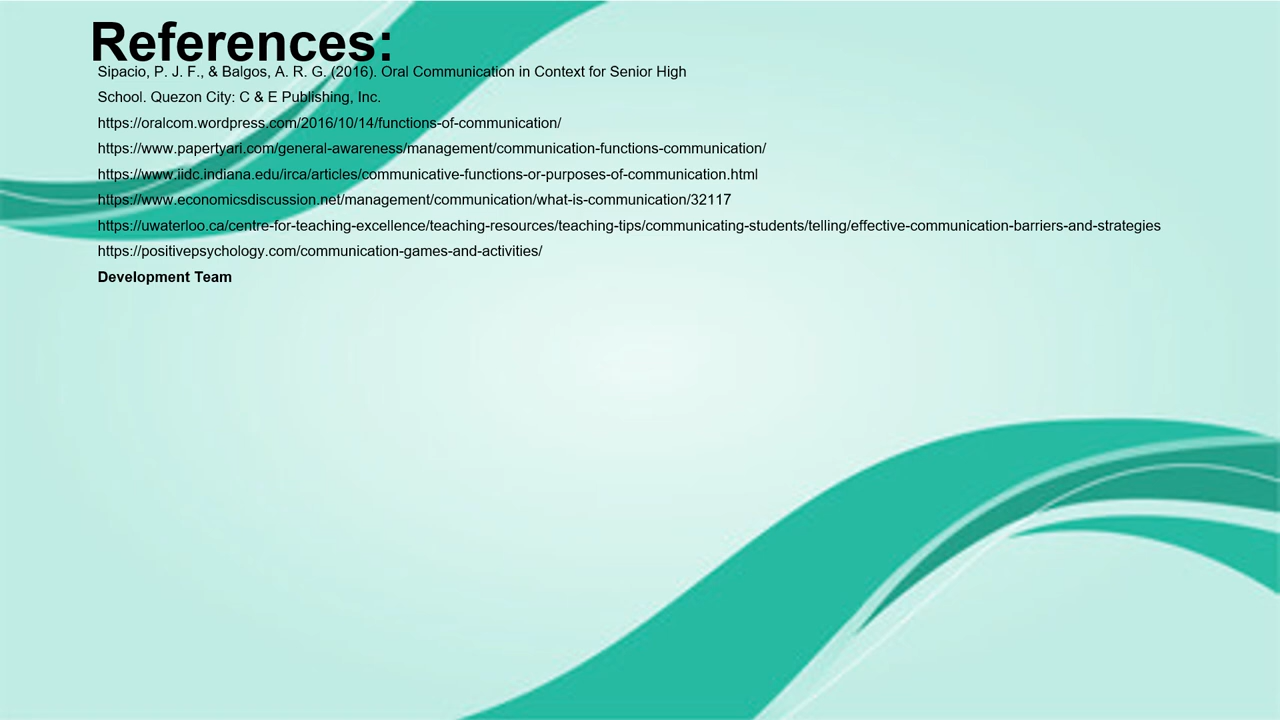 References:
Sipacio, P. J. F., & Balgos, A. R. G. (2016). Oral Communication in Context for Senior High
School. Quezon City: C & E Publishing, Inc.
https://oralcom.wordpress.com/2016/10/14/functions-of-communication/
https://www.papertyari.com/general-awareness/management/communication-functions-communication/
https://www.iidc.indiana.edu/irca/articles/communicative-functions-or-purposes-of-communication.html
https://www.economicsdiscussion.net/management/communication/what-is-communication/32117
https://uwaterloo.ca/centre-for-teaching-excellence/teaching-resources/teaching-tips/communicating-students/telling/effective-communication-barriers-and-strategies
https://positivepsychology.com/communication-games-and-activities/
Development Team